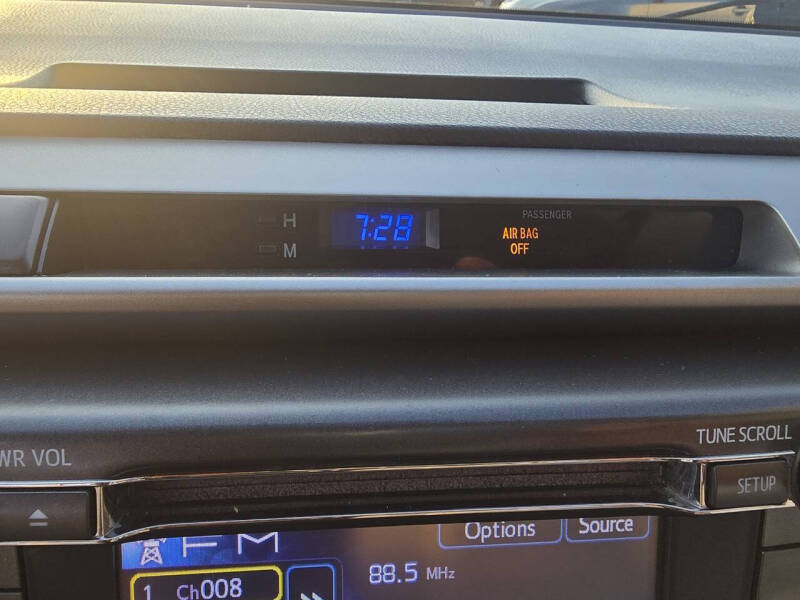 H 7:28 PASSENGER
AIR BAG
OFF
M
WR VOL
TUNE SCROLL
SETUP
FM Options Source
1 Ch008 >> 88.5 MHz